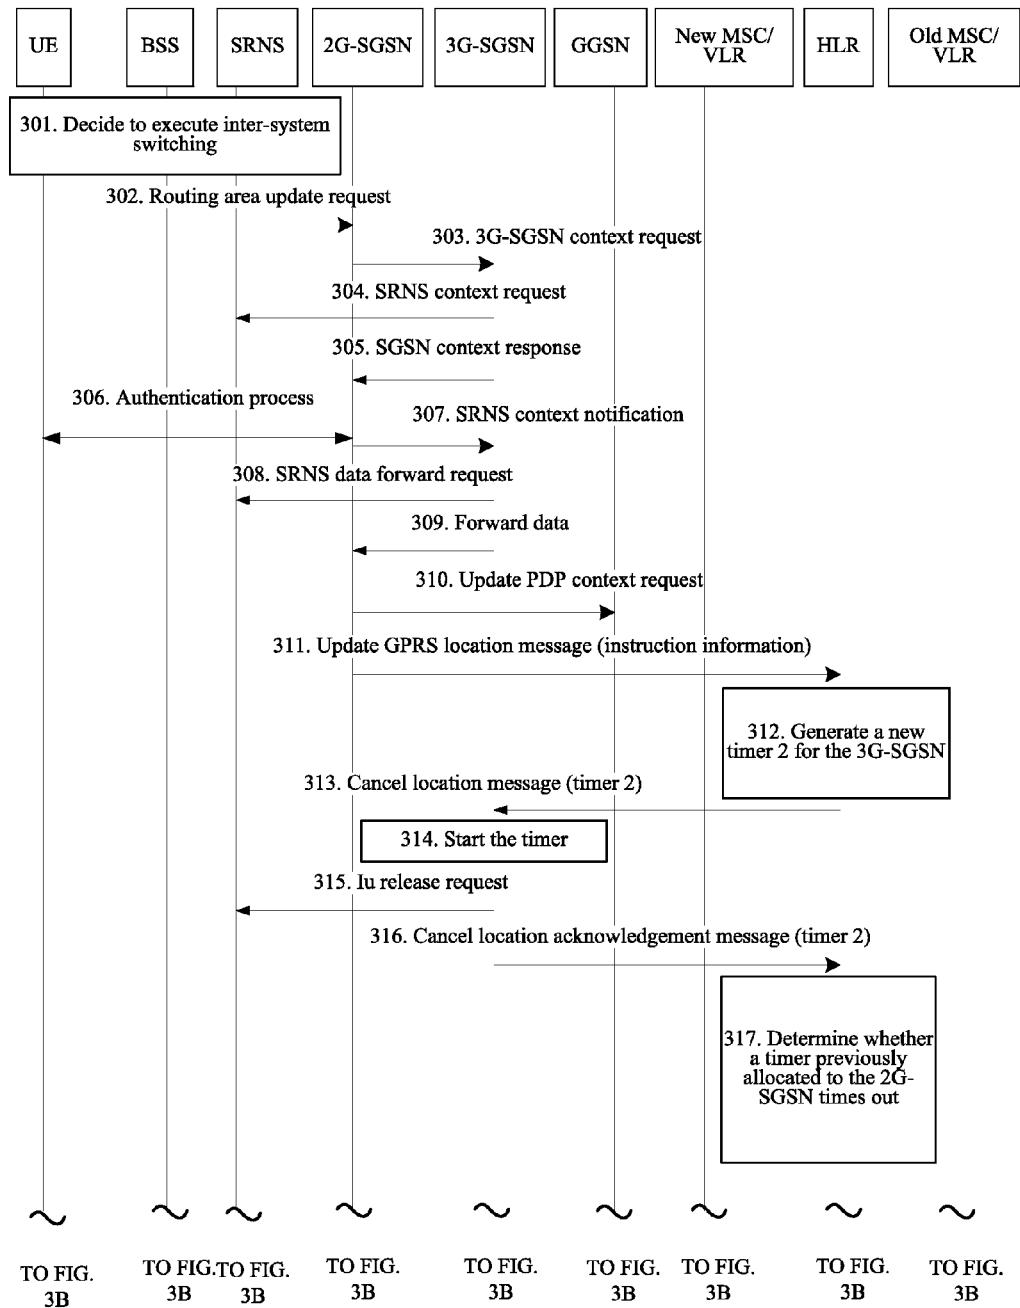 UE
BSS
SRNS
2G-SGSN
3G-SGSN
GGSN
New MSC/
VLR
HLR
Old MSC/
VLR
301. Decide to execute inter-system
switching
302. Routing area update request
303. 3G-SGSN context request
304. SRNS context request
305. SGSN context response
306. Authentication process
307. SRNS context notification
308. SRNS data forward request
309. Forward data
310. Update PDP context request
311. Update GPRS location message (instruction information)
312. Generate a new
timer 2 for the 3G-SGSN
313. Cancel location message (timer 2)
314. Start the timer
315. Iu release request
316. Cancel location acknowledgement message (timer 2)
317. Determine whether
a timer previously
allocated to the 2G-
SGSN times out
TO FIG.
3B
TO FIG.
3B
TO FIG.
3B
TO FIG.
3B
TO FIG.
3B
TO FIG.
3B
TO FIG.
3B
TO FIG.
3B
TO FIG.
3B